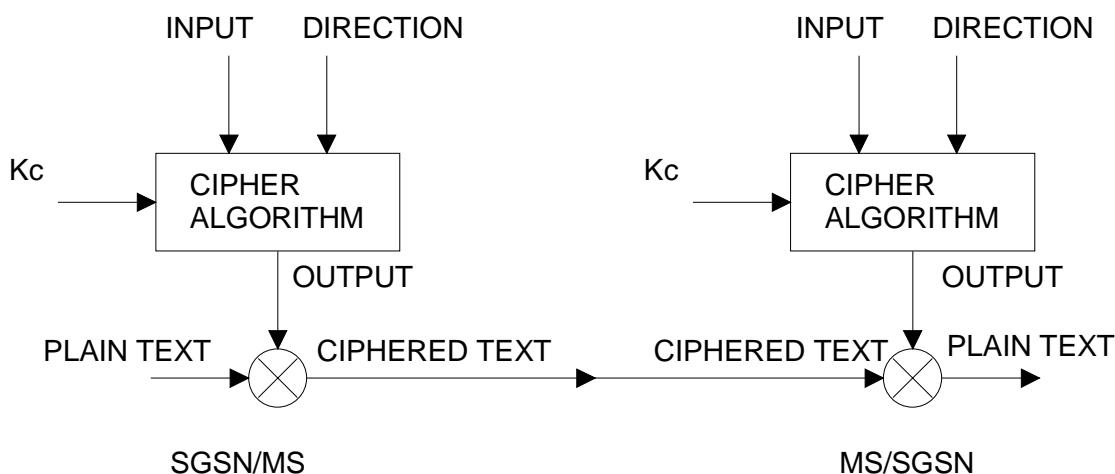 INPUT DIRECTION INPUT DIRECTION
Kc Kc
CIPHER
ALGORITHM
CIPHER
ALGORITHM
OUTPUT OUTPUT
PLAIN TEXT CIPHERED TEXT CIPHERED TEXT PLAIN TEXT
SGSN/MS MS/SGSN